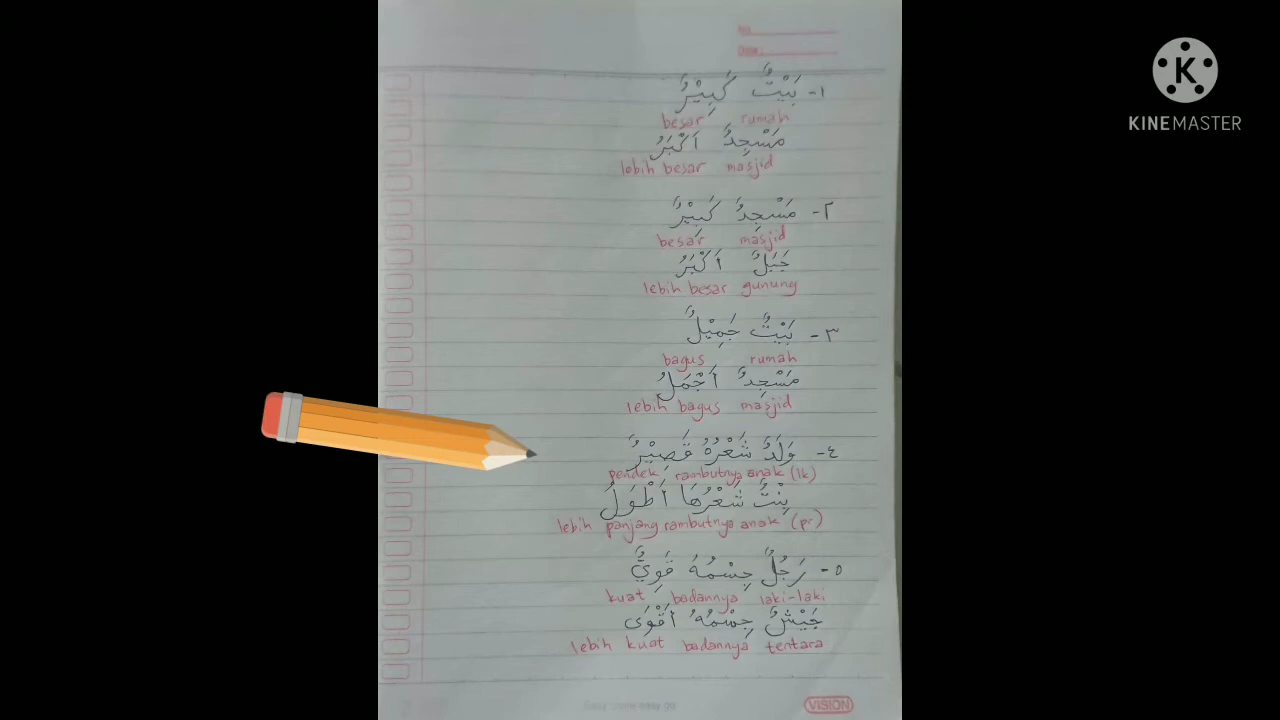 No.
Date :
١- بَيْتٌ كَبِيْرٌ
besar rumah
مَسْجِدٌ اَكْبَرُ
lebih besar masjid
٢- مَسْجِدٌ كَبِيْرٌ
besar masjid
جَبَلٌ اَكْبَرُ
lebih besar gunung
٣- بَيْتٌ جَمِيْلٌ
bagus rumah
مَسْجِدٌ اَجْمَلُ
lebih bagus masjid
٤- وَلَدٌ شَعْرُهُ قَصِيْرٌ
pendek rambutnya anak (lk)
بِنْتٌ شَعْرُهَا اَطْوَلُ
lebih panjang rambutnya anak (pr)
٥- رَجُلٌ جِسْمُهُ قَوِيٌّ
kuat badannya laki-laki
جَيْشٌ جِسْمُهُ اَقْوَى
lebih kuat badannya tentara
VISION
K
KINEMASTER